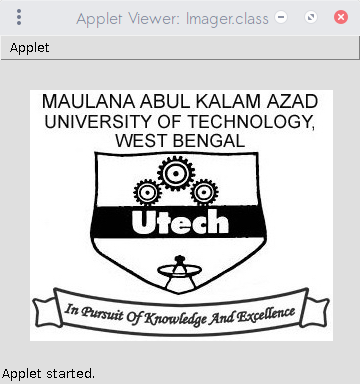 Applet Viewer: Imager.class
Applet
MAULANA ABUL KALAM AZAD
UNIVERSITY OF TECHNOLOGY,
WEST BENGAL
Utech
In Pursuit Of Knowledge And Excellence
Applet started.